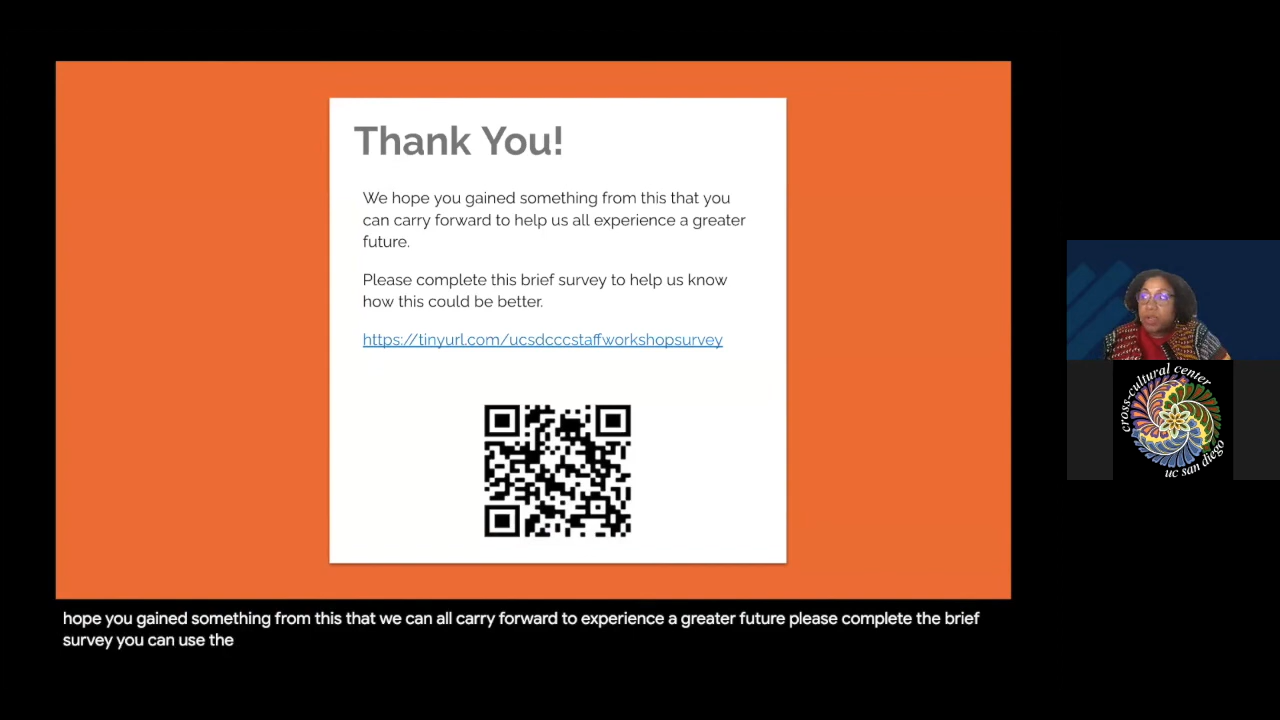 Thank You!
We hope you gained something from this that you
can carry forward to help us all experience a greater
future.
Please complete this brief survey to help us know
how this could be better.
https://tinyurl.com/ucsdcccstaffworkshopsurvey
cross-cultural center
uc san diego
hope you gained something from this that we can all carry forward to experience a greater future please complete the brief
survey you can use the